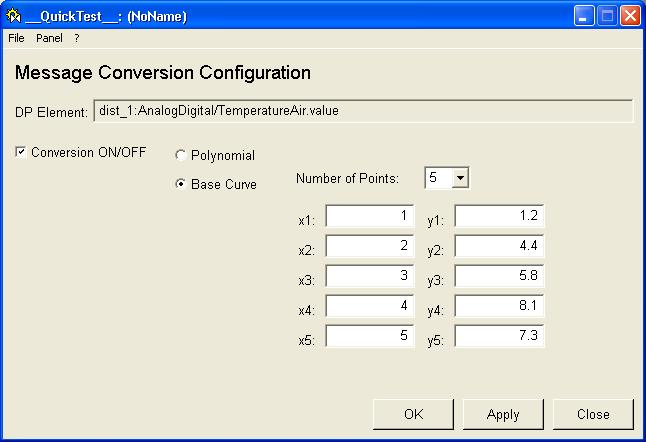 __QuickTest__: (NoName)
File Panel ?
Message Conversion Configuration
DP Element: dist_1:AnalogDigital/TemperatureAir.value
Conversion ON/OFF
Polynomial
Base Curve
Number of Points: 5
x1: 1 y1: 1.2
x2: 2 y2: 4.4
x3: 3 y3: 5.8
x4: 4 y4: 8.1
x5: 5 y5: 7.3
OK Apply Close